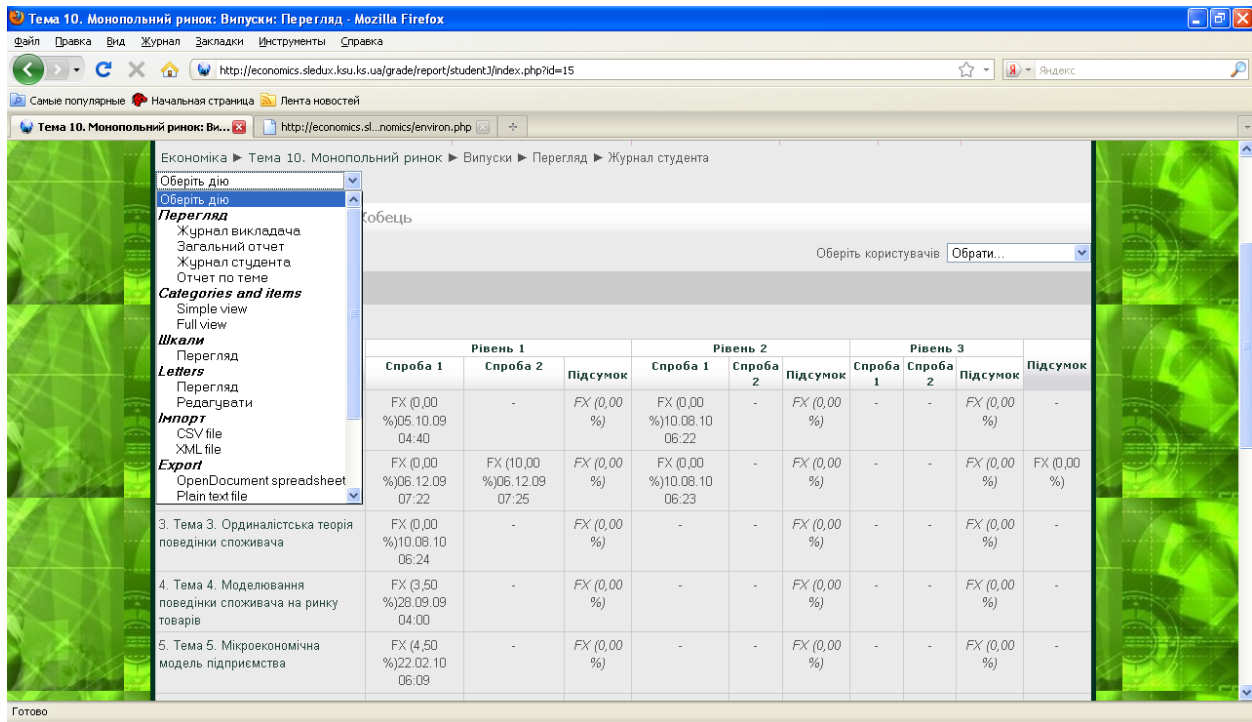 Тема 10. Монопольний ринок: Випуски: Перегляд - Mozilla Firefox
Файл Правка Вид Журнал Закладки Инструменты Справка
http://economics.sledux.ksu.ks.ua/grade/report/studentJ/index.php?id=15
Яндекс
Самые популярные Начальная страница Лента новостей
Тема 10. Монопольний ринок: Ви... http://economics.sl...nomics/environ.php
Економіка ► Тема 10. Монопольний ринок ► Випуски ► Перегляд ► Журнал студента
Оберіть дію
Оберіть дію
Перегляд
Журнал викладача
Загальний отчет
Журнал студента
Отчет по теме
Categories and items
Simple view
Full view
Шкали
Перегляд
Letters
Перегляд
Редагувати
Імпорт
CSV file
XML file
Export
OpenDocument spreadsheet
Plain text file
Кобець
Оберіть користувачів Обрати...
Рівень 1 Рівень 2 Рівень 3
Спроба 1 Спроба 2 Підсумок Спроба 1 Спроба 2 Підсумок Спроба 1 Спроба 2 Підсумок Підсумок
FX (0,00 - FX (0,00 FX (0,00 - FX (0,00 - - FX (0,00 -
%)05.10.09 %) %)10.08.10 %) %)
04:40 06:22
FX (0,00 FX (10,00 FX (0,00 FX (0,00 - FX (0,00 - - FX (0,00 FX (0,00
%)06.12.09 %)06.12.09 %) %)10.08.10 %) %) %)
07:22 07:25 06:23
3. Тема 3. Ординалістська теорія FX (0,00 - FX (0,00 - - FX (0,00 - - FX (0,00 -
поведінки споживача %)10.08.10 %) %) %)
06:24
4. Тема 4. Моделювання FX (3,50 - FX (0,00 - - FX (0,00 - - FX (0,00 -
поведінки споживача на ринку %)28.09.09 %) %) %)
товарів 04:00
5. Тема 5. Мікроекономічна FX (4,50 - FX (0,00 - - FX (0,00 - - FX (0,00 -
модель підприємства %)22.02.10 %) %) %)
06:09
Готово